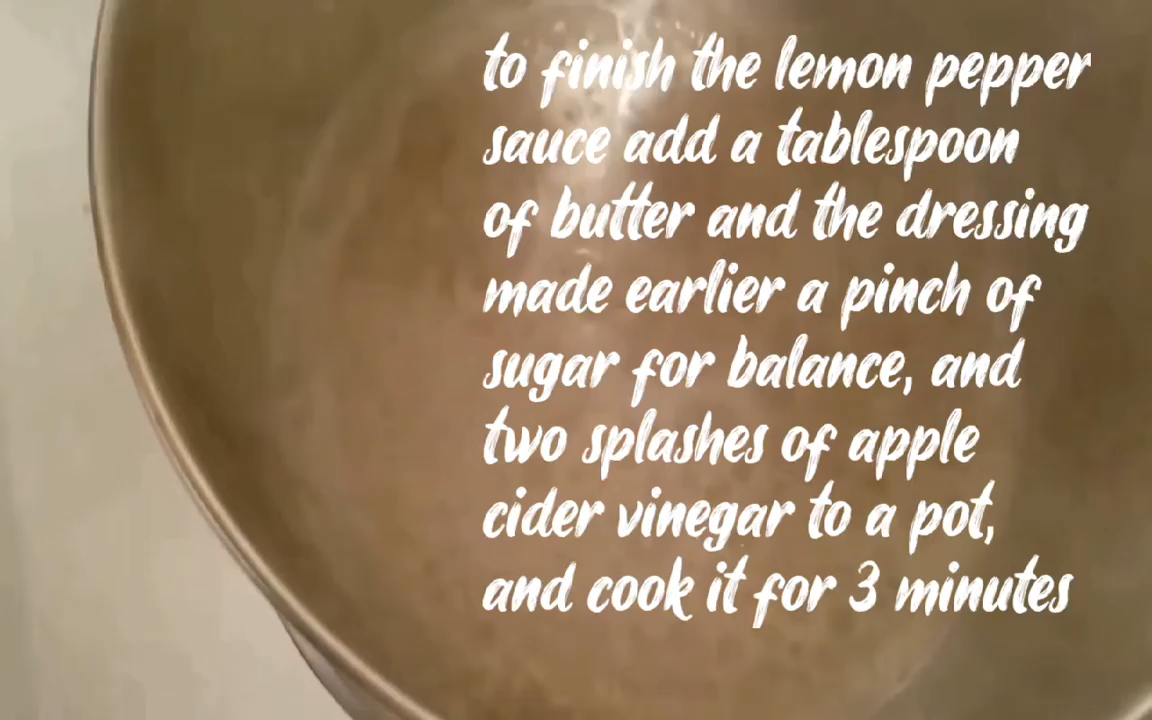 to finish the lemon pepper
sauce add a tablespoon
of butter and the dressing
made earlier a pinch of
sugar for balance, and
two splashes of apple
cider vinegar to a pot,
and cook it for 3 minutes